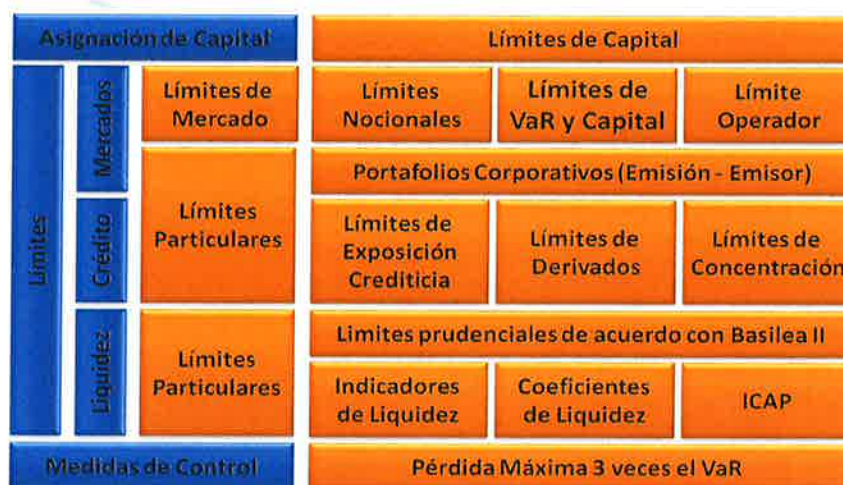 Asignación de Capital
Límites de Capital
Límites
Mercados
Límites de
Mercado
Límites
Nocionales
Límites de
VaR y Capital
Límite
Operador
Portafolios Corporativos (Emisión - Emisor)
Crédito
Límites
Particulares
Límites de
Exposición
Crediticia
Límites de
Derivados
Límites de
Concentración
Limites prudenciales de acuerdo con Basilea II
Liquidez
Límites
Particulares
Indicadores
de Liquidez
Coeficientes
de Liquidez
ICAP
Medidas de Control
Pérdida Máxima 3 veces el VaR